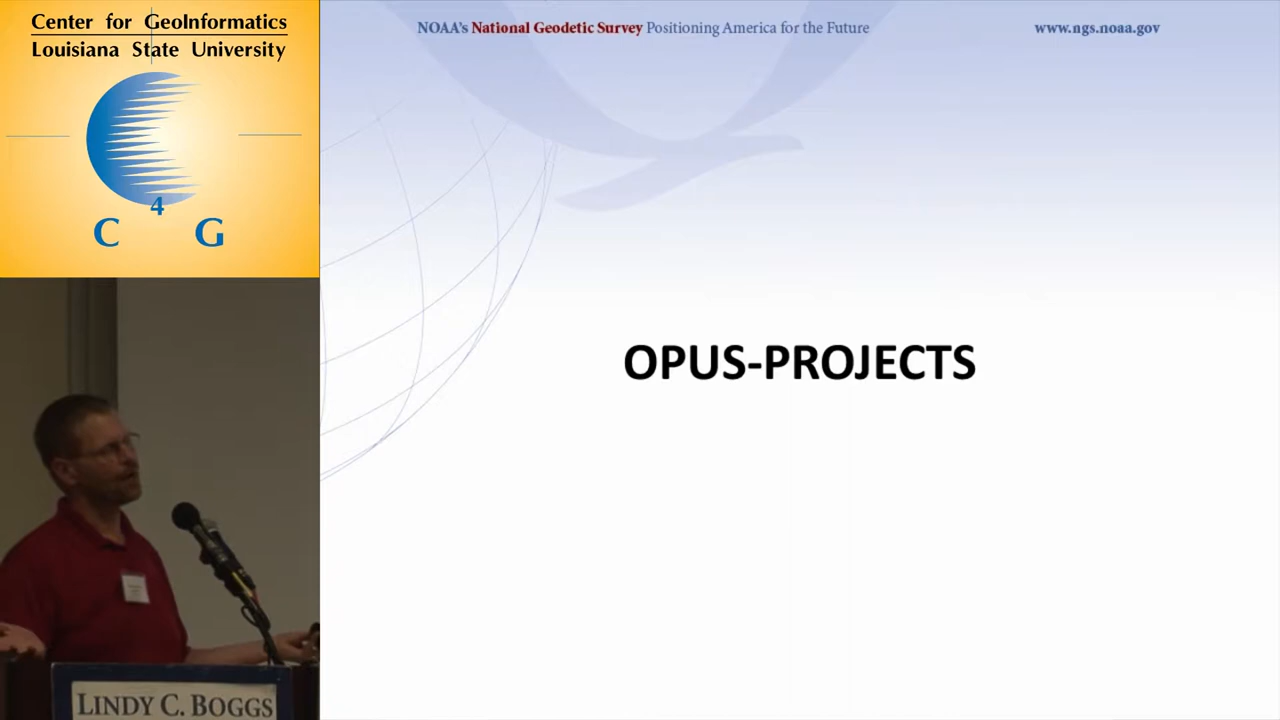 Center for GeoInformatics
Louisiana State University
4
C G
NOAA's National Geodetic Survey Positioning America for the Future
www.ngs.noaa.gov
OPUS-PROJECTS
LINDY C. BOGGS